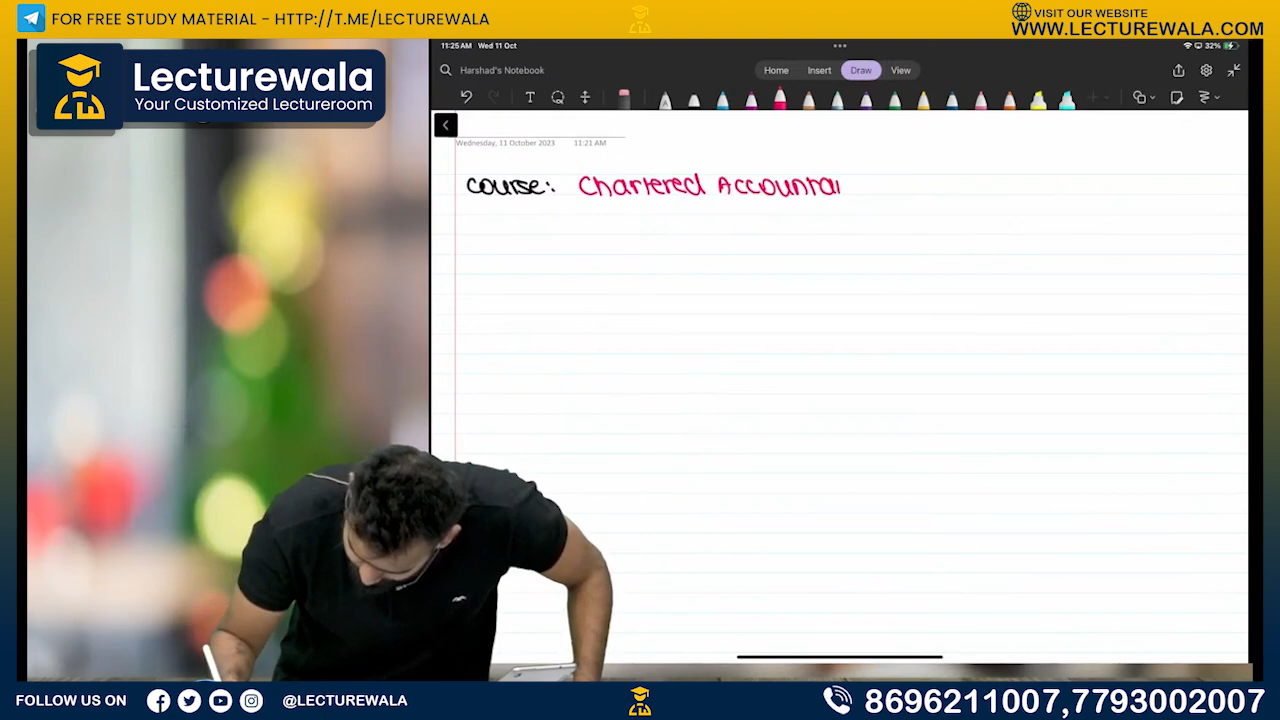 FOR FREE STUDY MATERIAL - HTTP://T.ME/LECTUREWALA
VISIT OUR WEBSITE
WWW.LECTUREWALA.COM
Lecturewala
Your Customized Lectureroom
11:25 AM Wed 11 Oct
32%
Harshad's Notebook
Home Insert Draw View
Wednesday, 11 October 2023 11:21 AM
Course: Chartered Accountan
FOLLOW US ON @LECTUREWALA
8696211007,7793002007